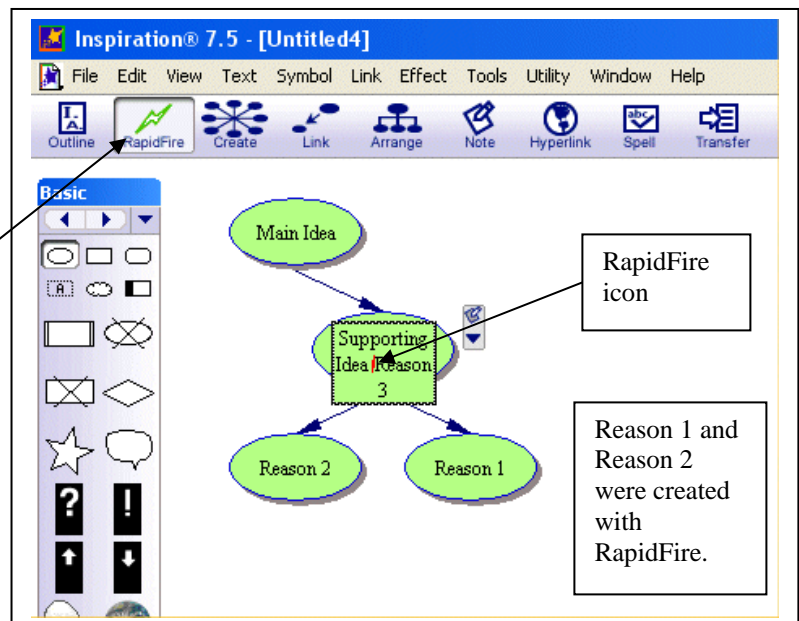 Inspiration® 7.5 - [Untitled4]
File Edit View Text Symbol Link Effect Tools Utility Window Help
I.
A.
abc
Outline RapidFire Create Link Arrange Note Hyperlink Spell Transfer
Basic
A
? !
Main Idea
Supporting
Idea Reason
3
Reason 2
Reason 1
RapidFire
icon
Reason 1 and
Reason 2
were created
with
RapidFire.